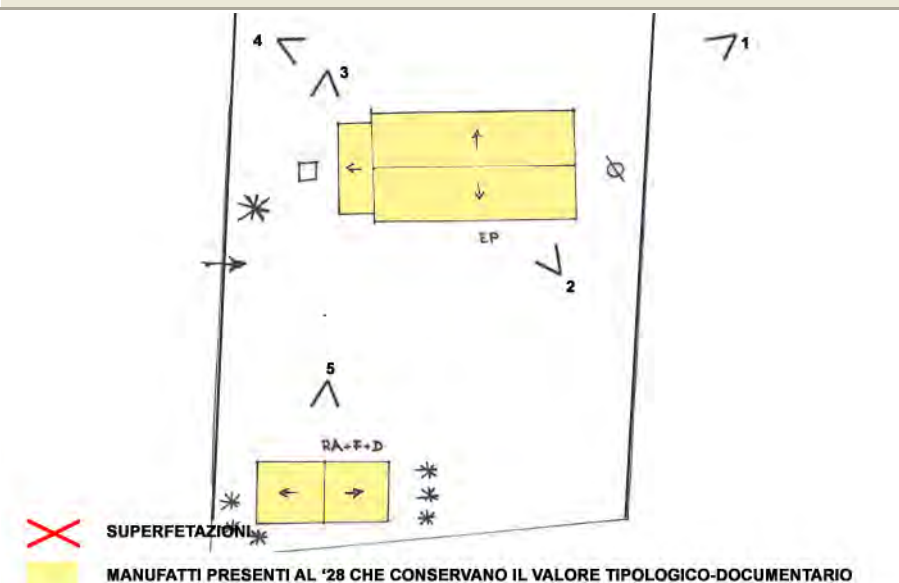 4
1
3
EP
2
5
RA+F+D
SUPERFETAZIONI
MANUFATTI PRESENTI AL '28 CHE CONSERVANO IL VALORE TIPOLOGICO-DOCUMENTARIO